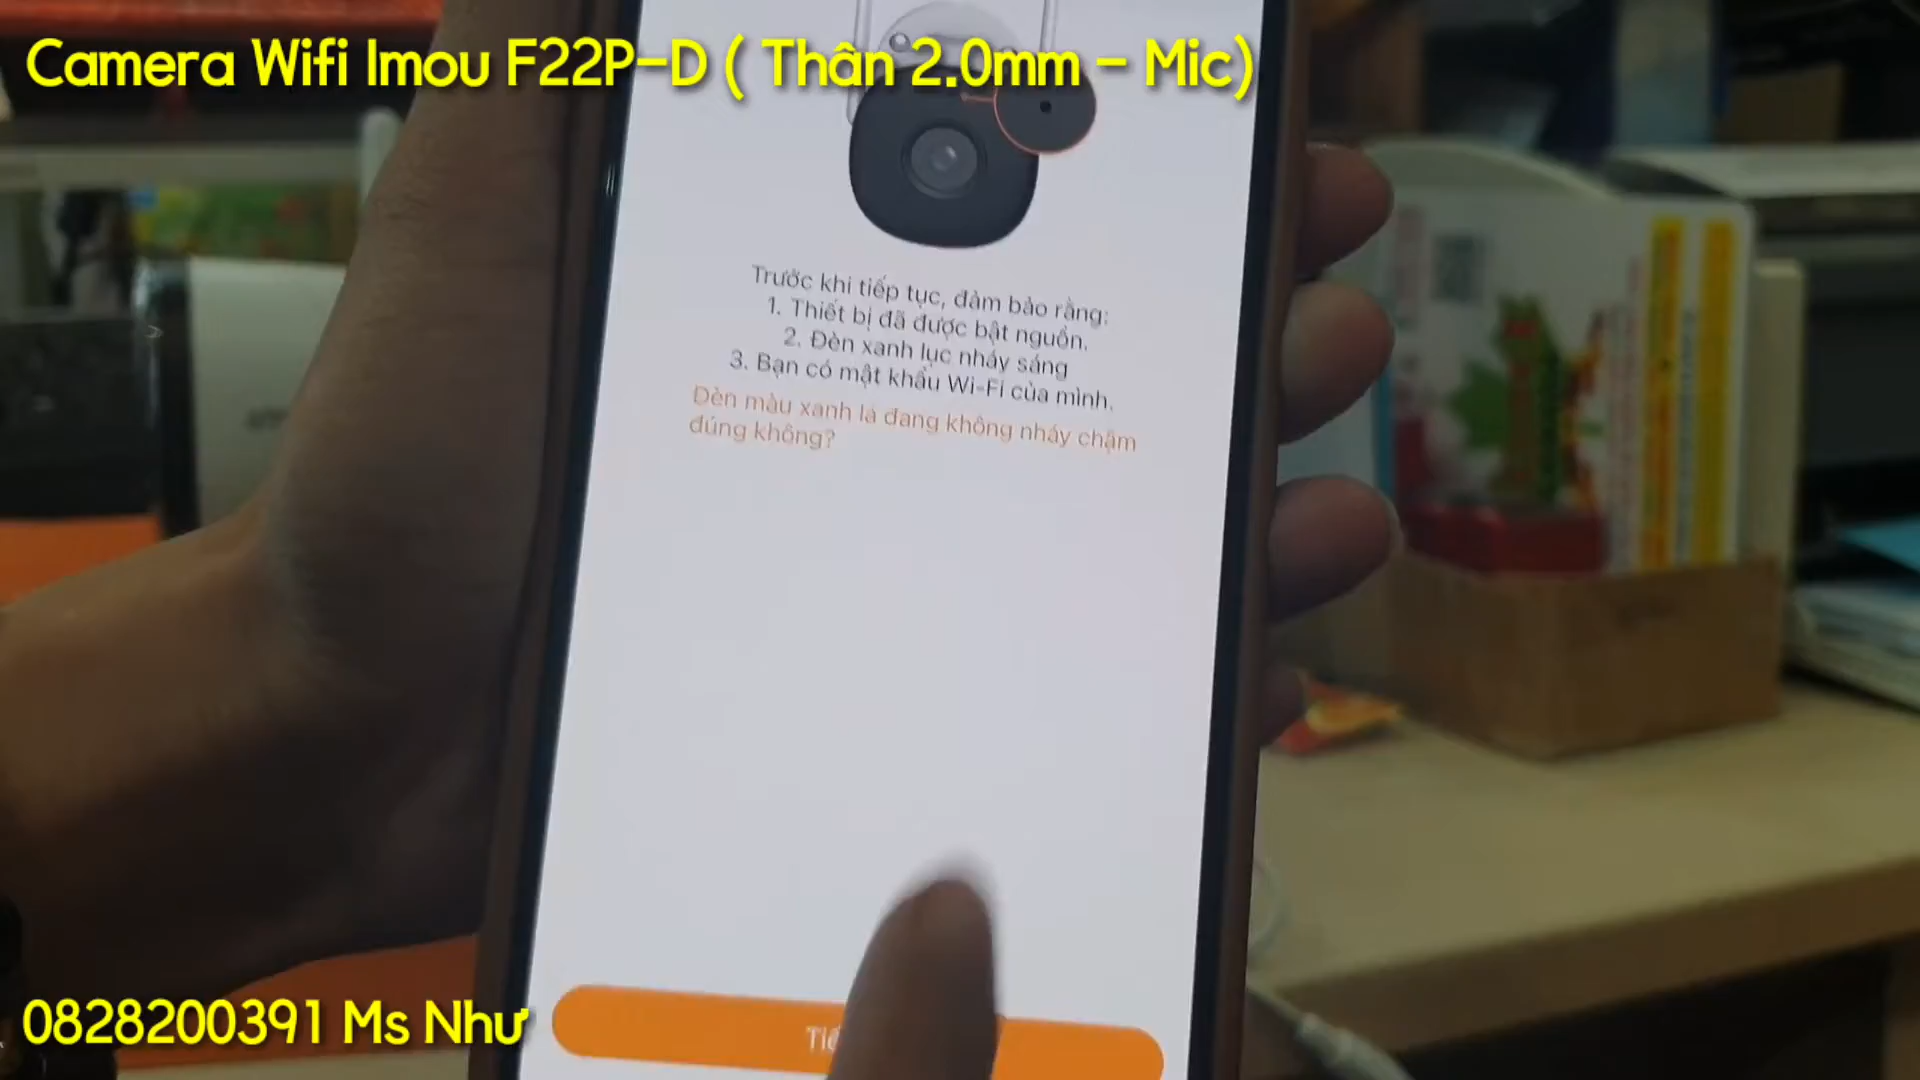 Camera Wifi Imou F22P-D ( Thân 2.0mm - Mic)
Trước khi tiếp tục, đảm bảo rằng:
1. Thiết bị đã được bật nguồn.
2. Đèn xanh lục nháy sáng
3. Bạn có mật khẩu Wi-Fi của mình.
Đèn màu xanh lá đang không nháy chậm
đúng không?
0828200391 Ms Như